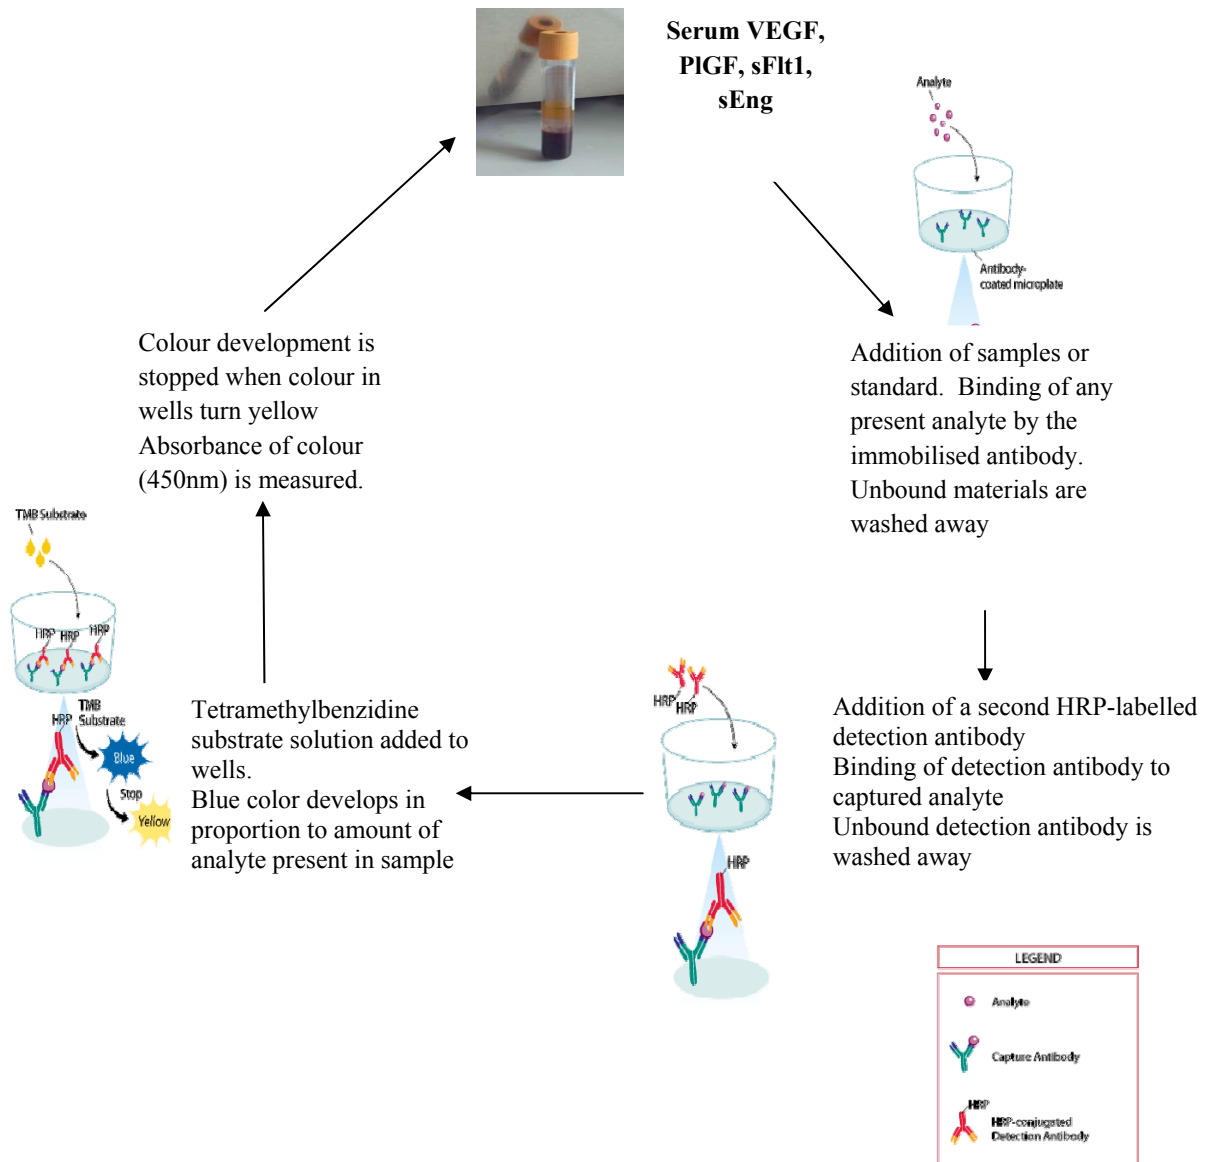 Serum VEGF,
PlGF, sFlt1,
sEng
Analyte
Antibody-
coated microplate
Addition of samples or
standard.  Binding of any
present analyte by the
immobilised antibody.
Unbound materials are
washed away
Addition of a second HRP-labelled
detection antibody
Binding of detection antibody to
captured analyte
Unbound detection antibody is
washed away
HRP
HRP
HRP
Tetramethylbenzidine
substrate solution added to
wells.
Blue color develops in
proportion to amount of
analyte present in sample
Colour development is
stopped when colour in
wells turn yellow
Absorbance of colour
(450nm) is measured.
TMB Substrate
HRP HRP HRP
TMB
HRP Substrate
Blue
Stop
Yellow
LEGEND
Analyte
Capture Antibody
HRP
HRP-conjugated
Detection Antibody